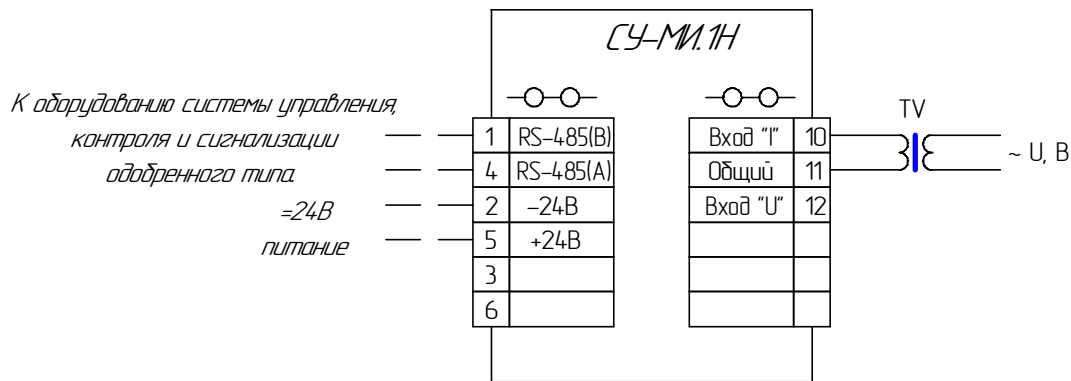 СУ-МИ.1Н
К оборудованию системы управления,
контроля и сигнализации
одобренного типа
=24В
питание
1 RS-485(В)
4 RS-485(А)
2 -24В
5 +24В
3
6
Вход "I" 10
Общий 11
Вход "U" 12
TV
~ U, В